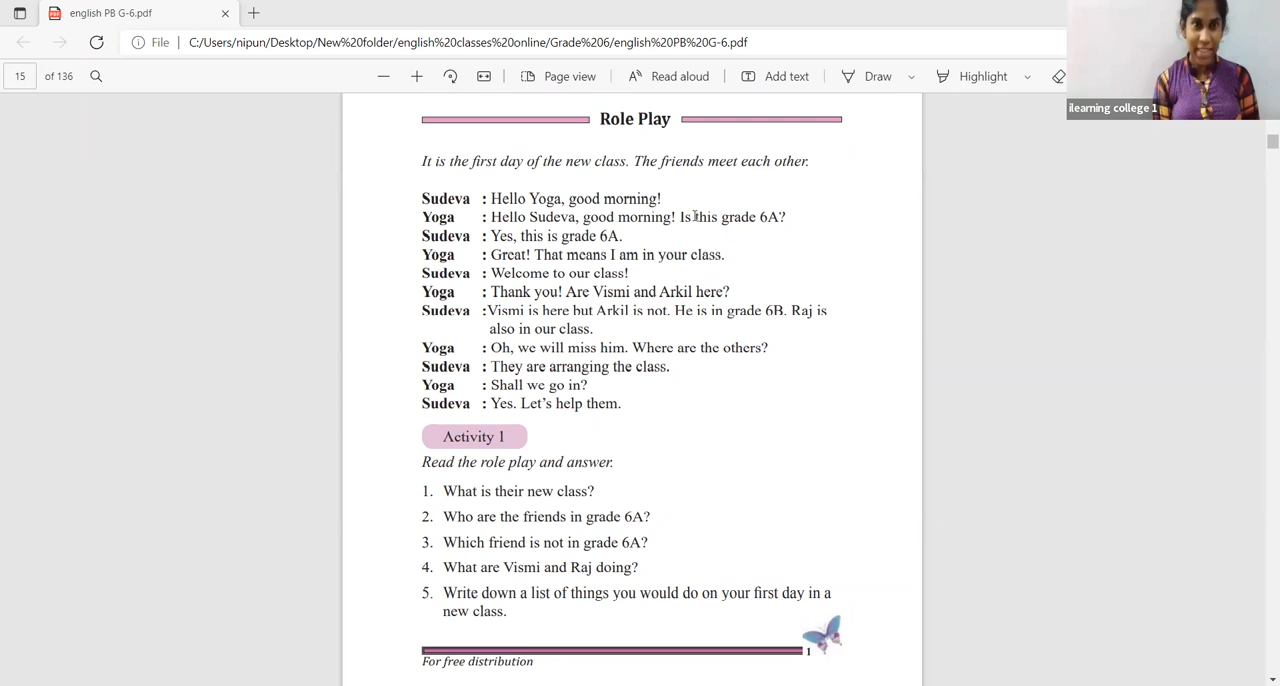 english PB G-6.pdf
File | C:/Users/nipun/Desktop/New%20folder/english%20classes%20online/Grade%206/english%20PB%20G-6.pdf
15 of 136 Page view Read aloud Add text Draw Highlight
ilearning college 1
Role Play
It is the first day of the new class. The friends meet each other.
Sudeva : Hello Yoga, good morning!
Yoga : Hello Sudeva, good morning! Is this grade 6A?
Sudeva : Yes, this is grade 6A.
Yoga : Great! That means I am in your class.
Sudeva : Welcome to our class!
Yoga : Thank you! Are Vismi and Arkil here?
Sudeva :Vismi is here but Arkil is not. He is in grade 6B. Raj is
also in our class.
Yoga : Oh, we will miss him. Where are the others?
Sudeva : They are arranging the class.
Yoga : Shall we go in?
Sudeva : Yes. Let’s help them.
Activity 1
Read the role play and answer.
1. What is their new class?
2. Who are the friends in grade 6A?
3. Which friend is not in grade 6A?
4. What are Vismi and Raj doing?
5. Write down a list of things you would do on your first day in a
new class.
1
For free distribution